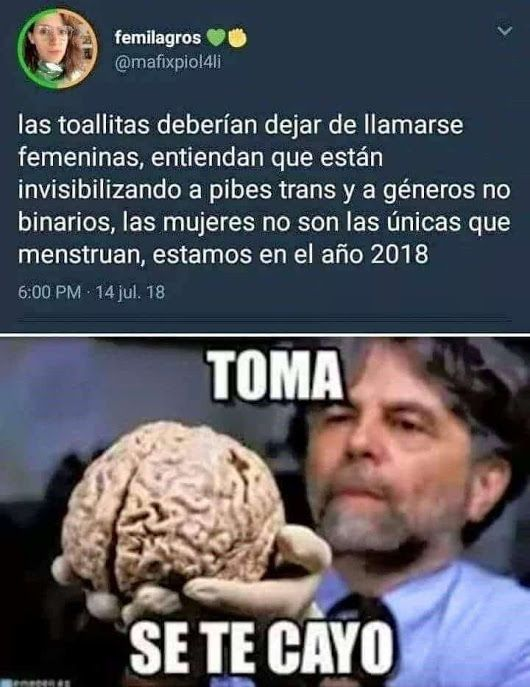 femilagros 💚✊
@mafixpiol4li
las toallitas deberían dejar de llamarse
femeninas, entiendan que están
invisibilizando a pibes trans y a géneros no
binarios, las mujeres no son las únicas que
menstruan, estamos en el año 2018
6:00 PM · 14 jul. 18
TOMA
SE TE CAYO